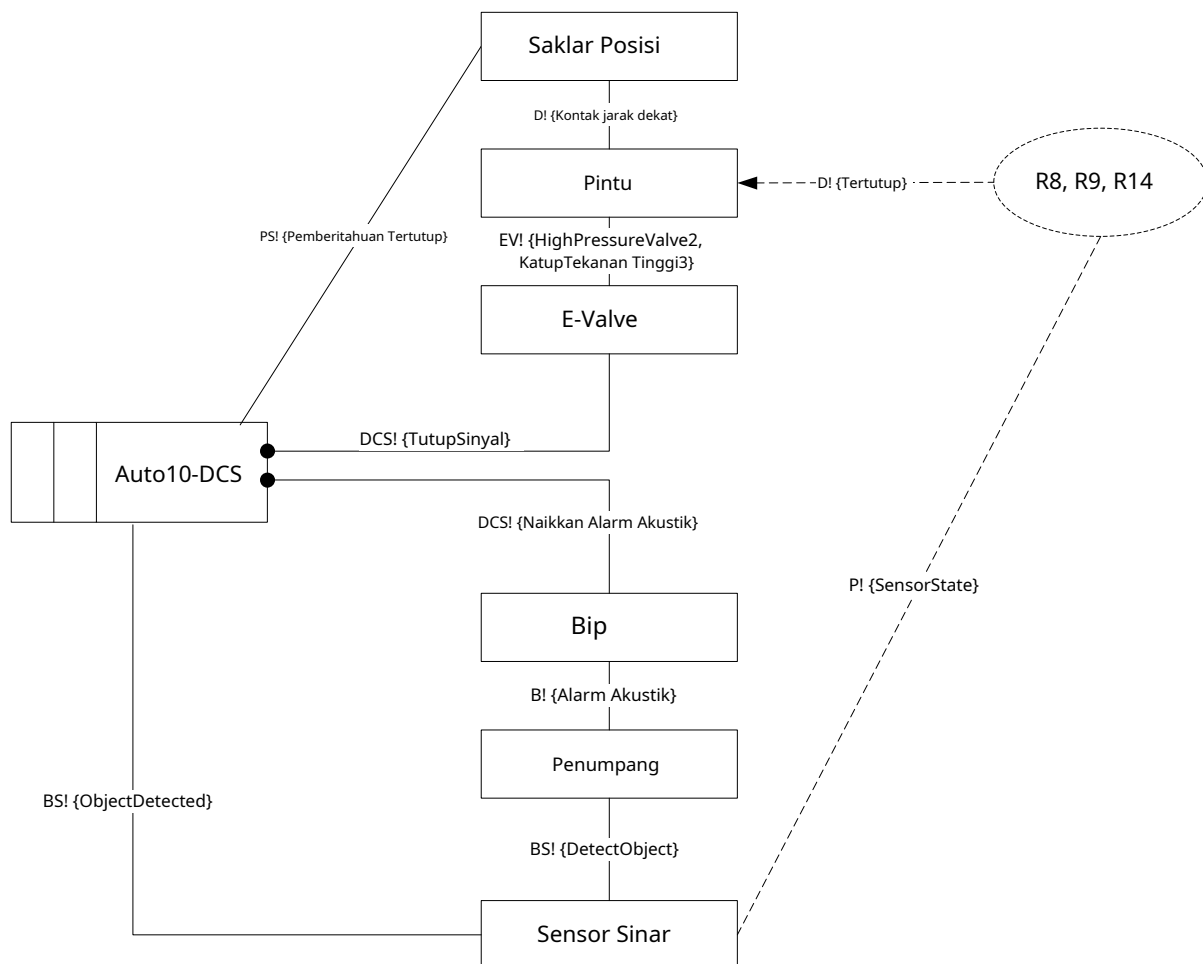 Saklar Posisi
D! {Kontak jarak dekat}
Pintu
D! {Tertutup}
R8, R9, R14
PS! {Pemberitahuan Tertutup}
EV! {HighPressureValve2,
KatupTekanan Tinggi3}
E-Valve
DCS! {TutupSinyal}
Auto10-DCS
DCS! {Naikkan Alarm Akustik}
P! {SensorState}
Bip
B! {Alarm Akustik}
Penumpang
BS! {ObjectDetected}
BS! {DetectObject}
Sensor Sinar